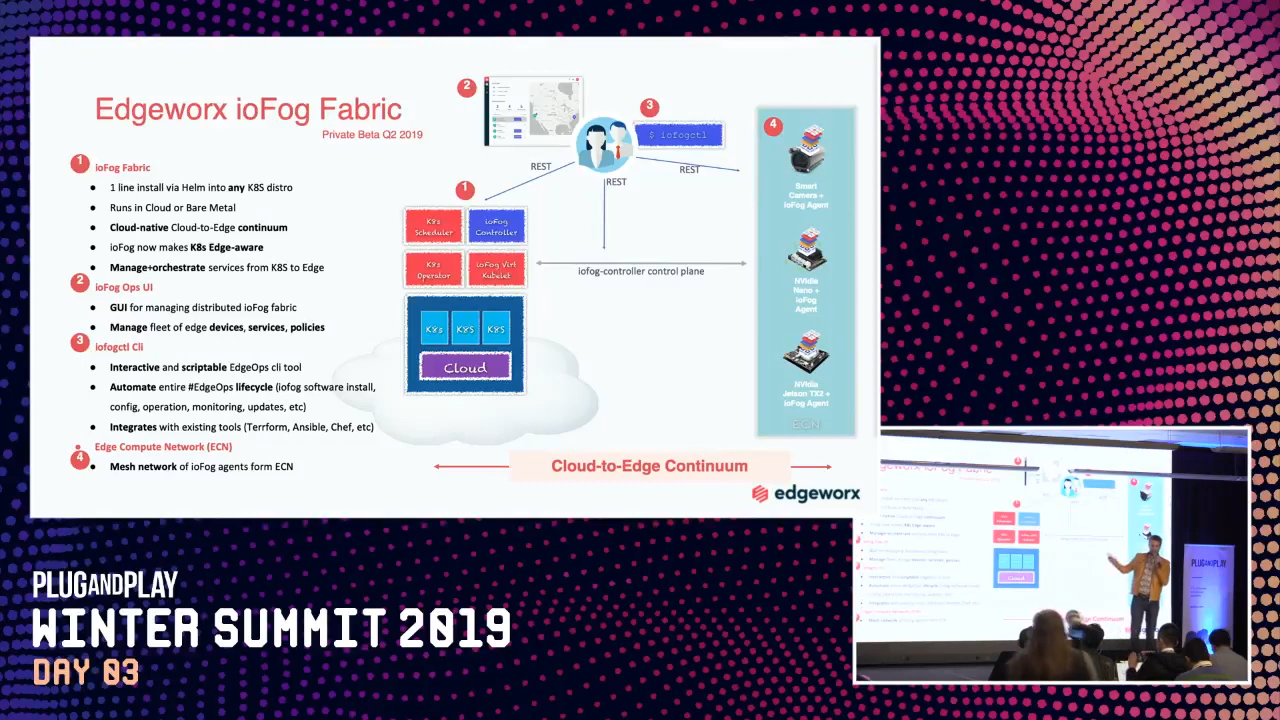 Edgeworx ioFog Fabric
Private Beta Q2 2019
1
ioFog Fabric
● 1 line install via Helm into any K8S distro
ns in Cloud or Bare Metal
● Cloud-native Cloud-to-Edge continuum
● ioFog now makes K8s Edge-aware
● Manage+orchestrate services from K8S to Edge
2
ioFog Ops UI
● GUI for managing distributed ioFog fabric
● Manage fleet of edge devices, services, policies
3
iofogctl Cli
● Interactive and scriptable EdgeOps cli tool
● Automate entire #EdgeOps lifecycle (iofog software install,
config, operation, monitoring, updates, etc)
● Integrates with existing tools (Terrform, Ansible, Chef, etc)
4
Edge Compute Network (ECN)
● Mesh network of ioFog agents form ECN
2
3
$ iofogctl
REST
REST
REST
1
K8s
Scheduler
ioFog
Controller
K8s
Operator
ioFog Virt
Kubelet
iofog-controller control plane
K8s
K8S
K8S
Cloud
4
Smart
Camera +
ioFog Agent
NVidia
Nano +
ioFog
Agent
NVidia
Jetson TX2 +
ioFog Agent
ECN
Cloud-to-Edge Continuum
edgeworx
PLUGANDPLAY
WINTER SUMMIT 2019
DAY 03
ioFog Fabric
Cloud
PLUGANDPLAY